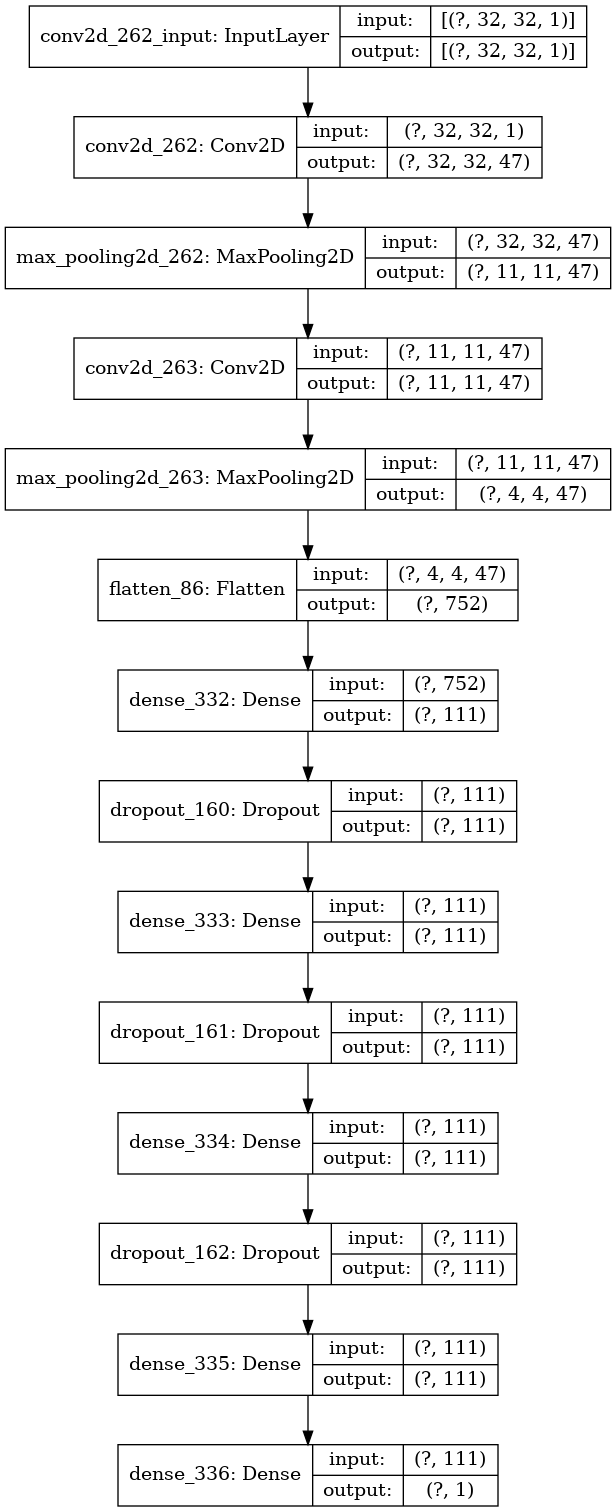 conv2d_262_input: InputLayer input: [(?, 32, 32, 1)]
output: [(?, 32, 32, 1)]
conv2d_262: Conv2D input: (?, 32, 32, 1)
output: (?, 32, 32, 47)
max_pooling2d_262: MaxPooling2D input: (?, 32, 32, 47)
output: (?, 11, 11, 47)
conv2d_263: Conv2D input: (?, 11, 11, 47)
output: (?, 11, 11, 47)
max_pooling2d_263: MaxPooling2D input: (?, 11, 11, 47)
output: (?, 4, 4, 47)
flatten_86: Flatten input: (?, 4, 4, 47)
output: (?, 752)
dense_332: Dense input: (?, 752)
output: (?, 111)
dropout_160: Dropout input: (?, 111)
output: (?, 111)
dense_333: Dense input: (?, 111)
output: (?, 111)
dropout_161: Dropout input: (?, 111)
output: (?, 111)
dense_334: Dense input: (?, 111)
output: (?, 111)
dropout_162: Dropout input: (?, 111)
output: (?, 111)
dense_335: Dense input: (?, 111)
output: (?, 111)
dense_336: Dense input: (?, 111)
output: (?, 1)